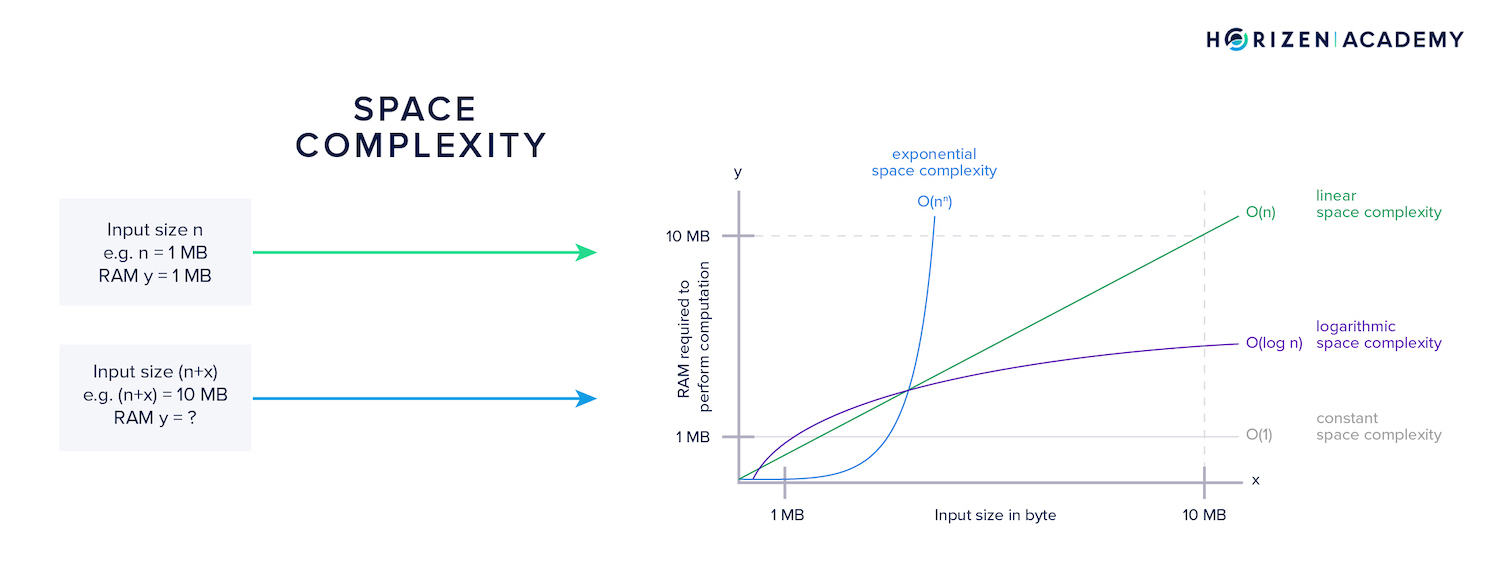 HORIZEN | ACADEMY
SPACE
COMPLEXITY
Input size n
e.g. n = 1 MB
RAM y = 1 MB
Input size (n+x)
e.g. (n+x) = 10 MB
RAM y = ?
y
10 MB
RAM required to
perform computation
1 MB
exponential
space complexity
O(nⁿ)
O(n)
linear
space complexity
O(log n)
logarithmic
space complexity
O(1)
constant
space complexity
x
1 MB
Input size in byte
10 MB